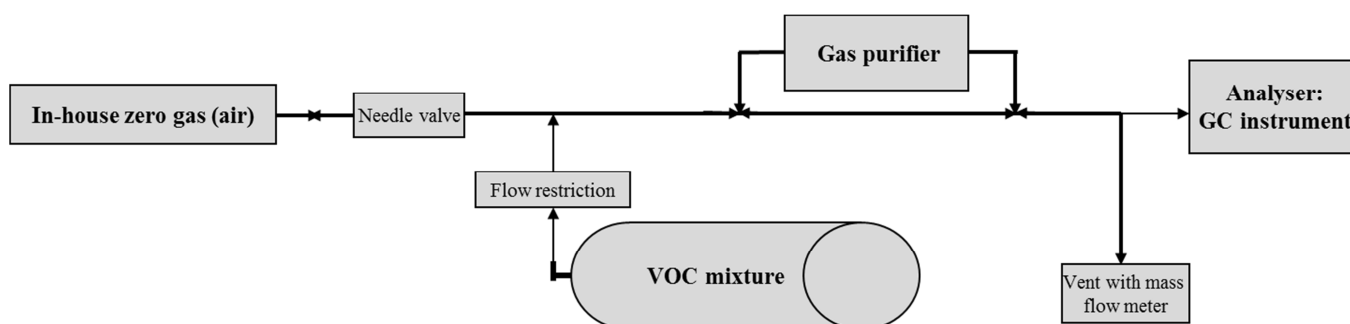 Gas purifier
In-house zero gas (air)
Needle valve
Analyser:
GC instrument
Flow restriction
VOC mixture
Vent with mass
flow meter